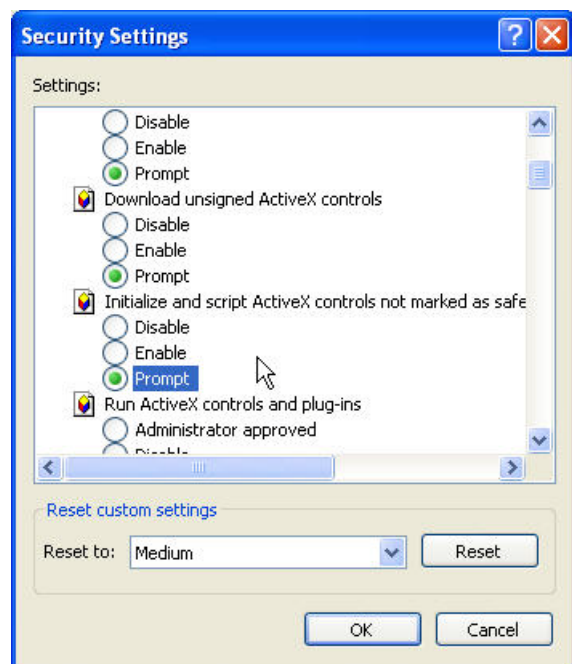 Security Settings
Settings:
Disable
Enable
Prompt
Download unsigned ActiveX controls
Disable
Enable
Prompt
Initialize and script ActiveX controls not marked as safe
Disable
Enable
Prompt
Run ActiveX controls and plug-ins
Administrator approved
Disable
Reset custom settings
Reset to: Medium Reset
OK Cancel